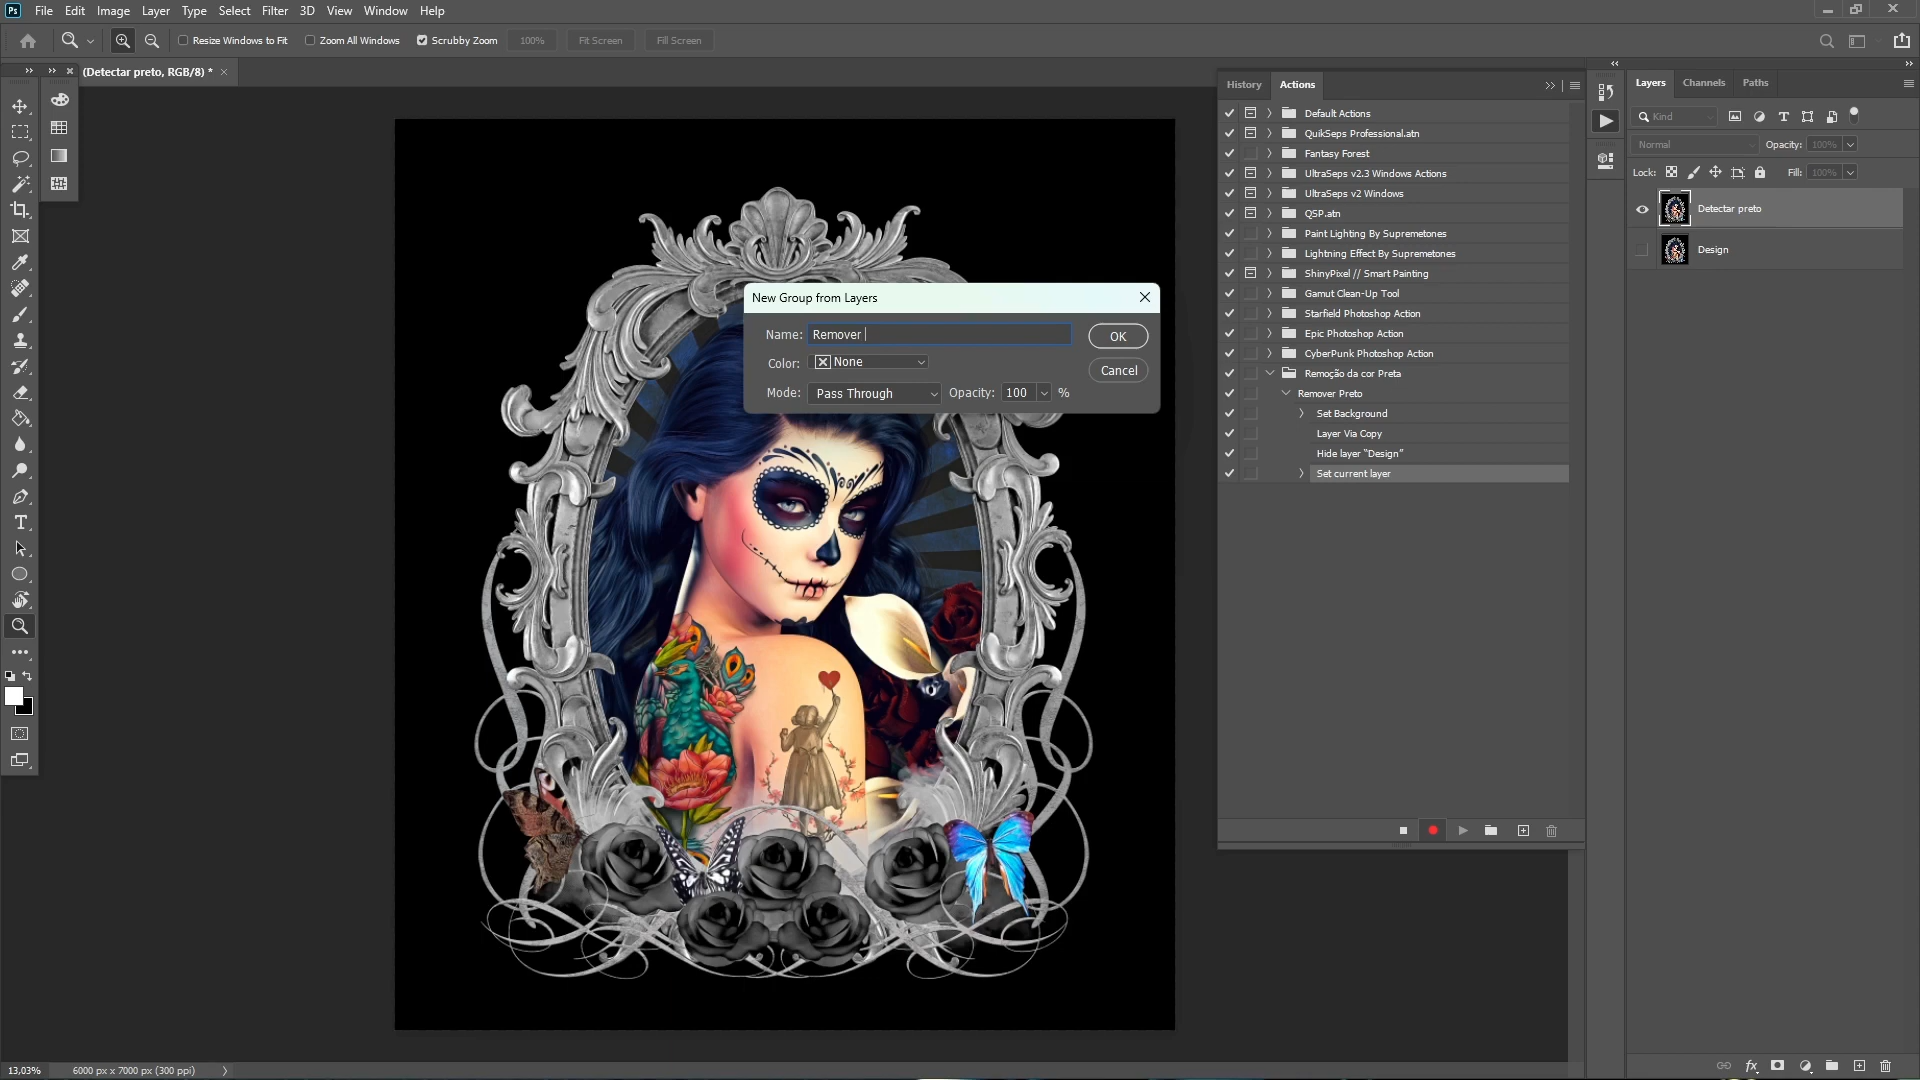 Ps File Edit Image Layer Type Select Filter 3D View Window Help
Resize Windows to Fit Zoom All Windows Scrubby Zoom 100% Fit Screen Fill Screen
(Detectar preto, RGB/8) *
History Actions
Default Actions
QuikSeps Professional.atn
Fantasy Forest
UltraSeps v2.3 Windows Actions
UltraSeps v2 Windows
QSP.atn
Paint Lighting By Supremetones
Lightning Effect By Supremetones
ShinyPixel // Smart Painting
Gamut Clean-Up Tool
Starfield Photoshop Action
Epic Photoshop Action
CyberPunk Photoshop Action
Remoção da cor Preta
Remover Preto
Set Background
Layer Via Copy
Hide layer “Design”
Set current layer
Layers Channels Paths
Kind
Normal Opacity: 100%
Lock: Fill: 100%
Detectar preto
Design
New Group from Layers
Name: Remover
OK
Color: None
Cancel
Mode: Pass Through Opacity: 100 %
13,03% 6000 px x 7000 px (300 ppi)